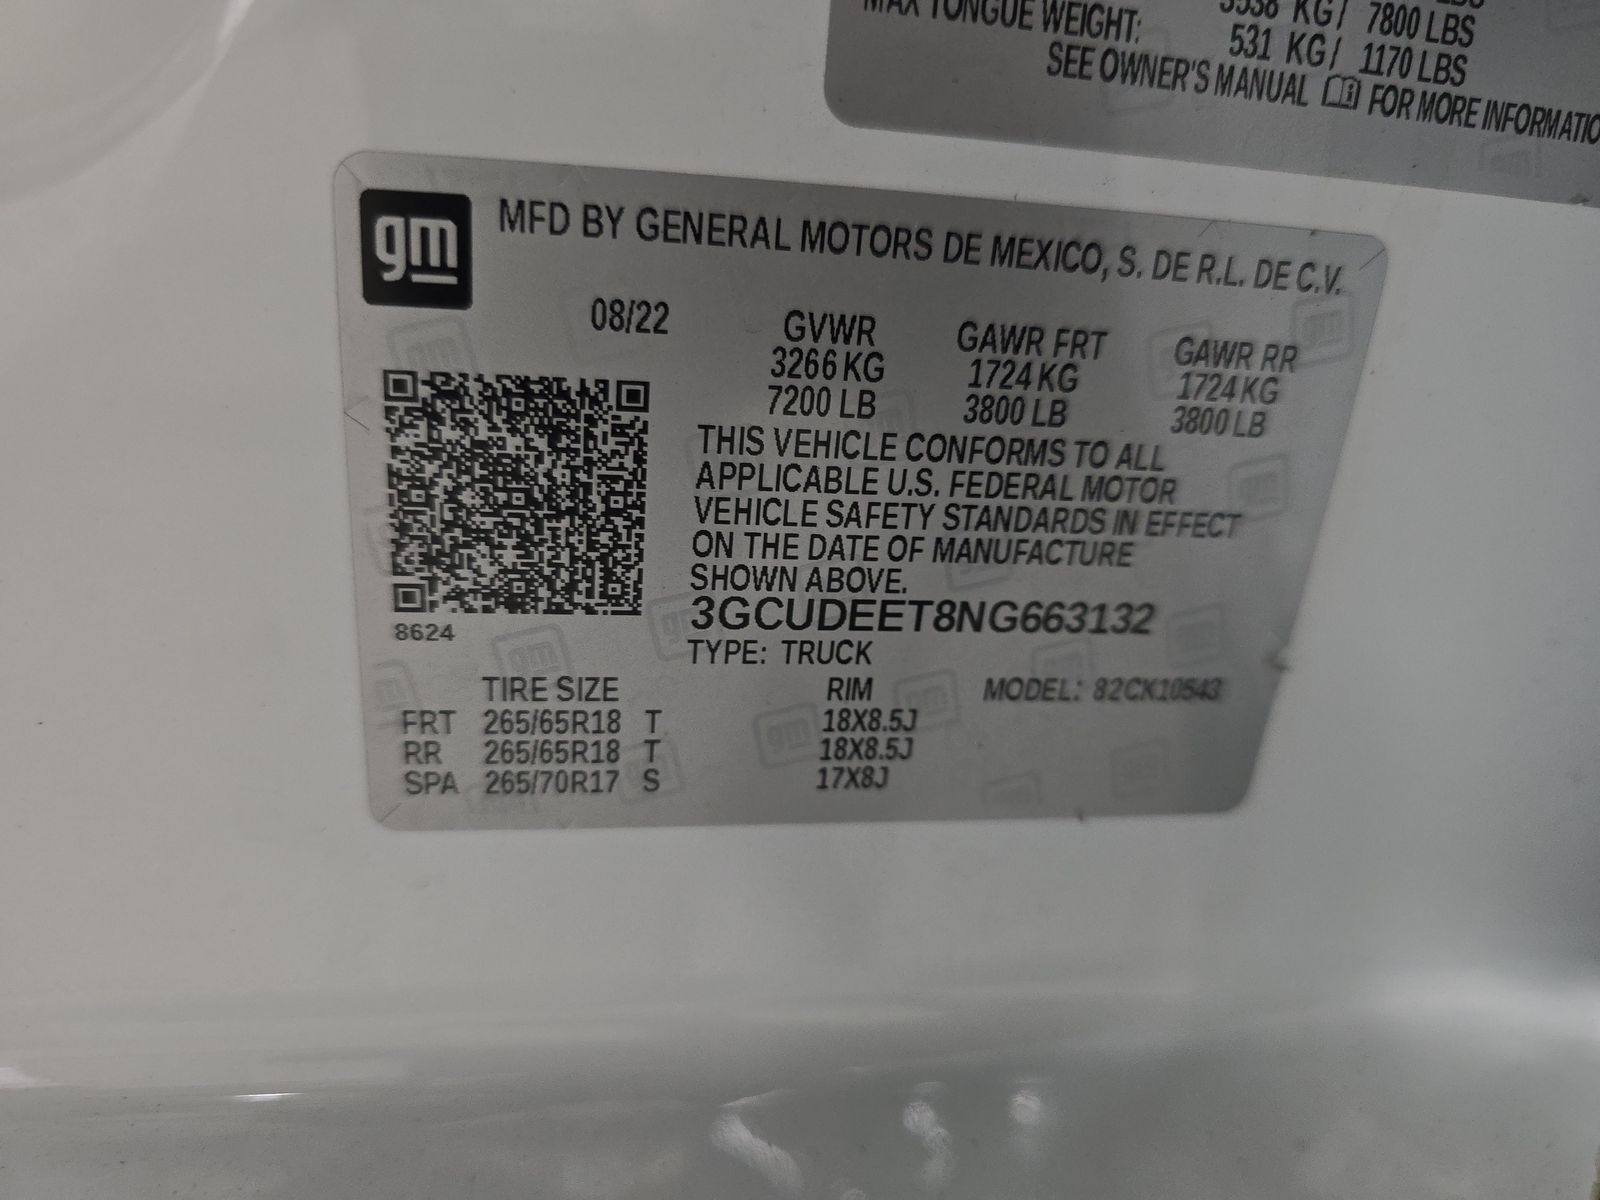 3538 KG/ 7800 LBS
MAX TONGUE WEIGHT: 531 KG/ 1170 LBS
SEE OWNER'S MANUAL FOR MORE INFORMATIO
gm
MFD BY GENERAL MOTORS DE MEXICO, S. DE R.L. DE C.V.
08/22 GVWR GAWR FRT GAWR RR
3266 KG 1724 KG 1724 KG
7200 LB 3800 LB 3800 LB
THIS VEHICLE CONFORMS TO ALL
APPLICABLE U.S. FEDERAL MOTOR
VEHICLE SAFETY STANDARDS IN EFFECT
ON THE DATE OF MANUFACTURE
SHOWN ABOVE.
3GCUDEET8NG663132
8624
TYPE: TRUCK
TIRE SIZE RIM MODEL: 82CK10543
FRT 265/65R18 T 18X8.5J
RR 265/65R18 T 18X8.5J
SPA 265/70R17 S 17X8J